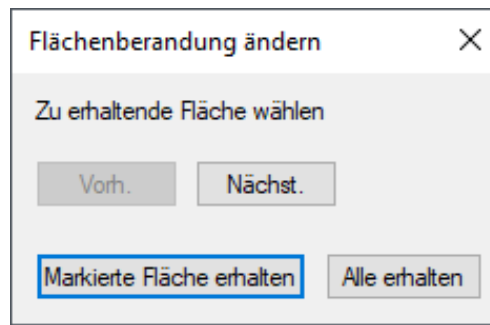 Flächenberandung ändern
Zu erhaltende Fläche wählen
Vorh. Nächst.
Markierte Fläche erhalten Alle erhalten